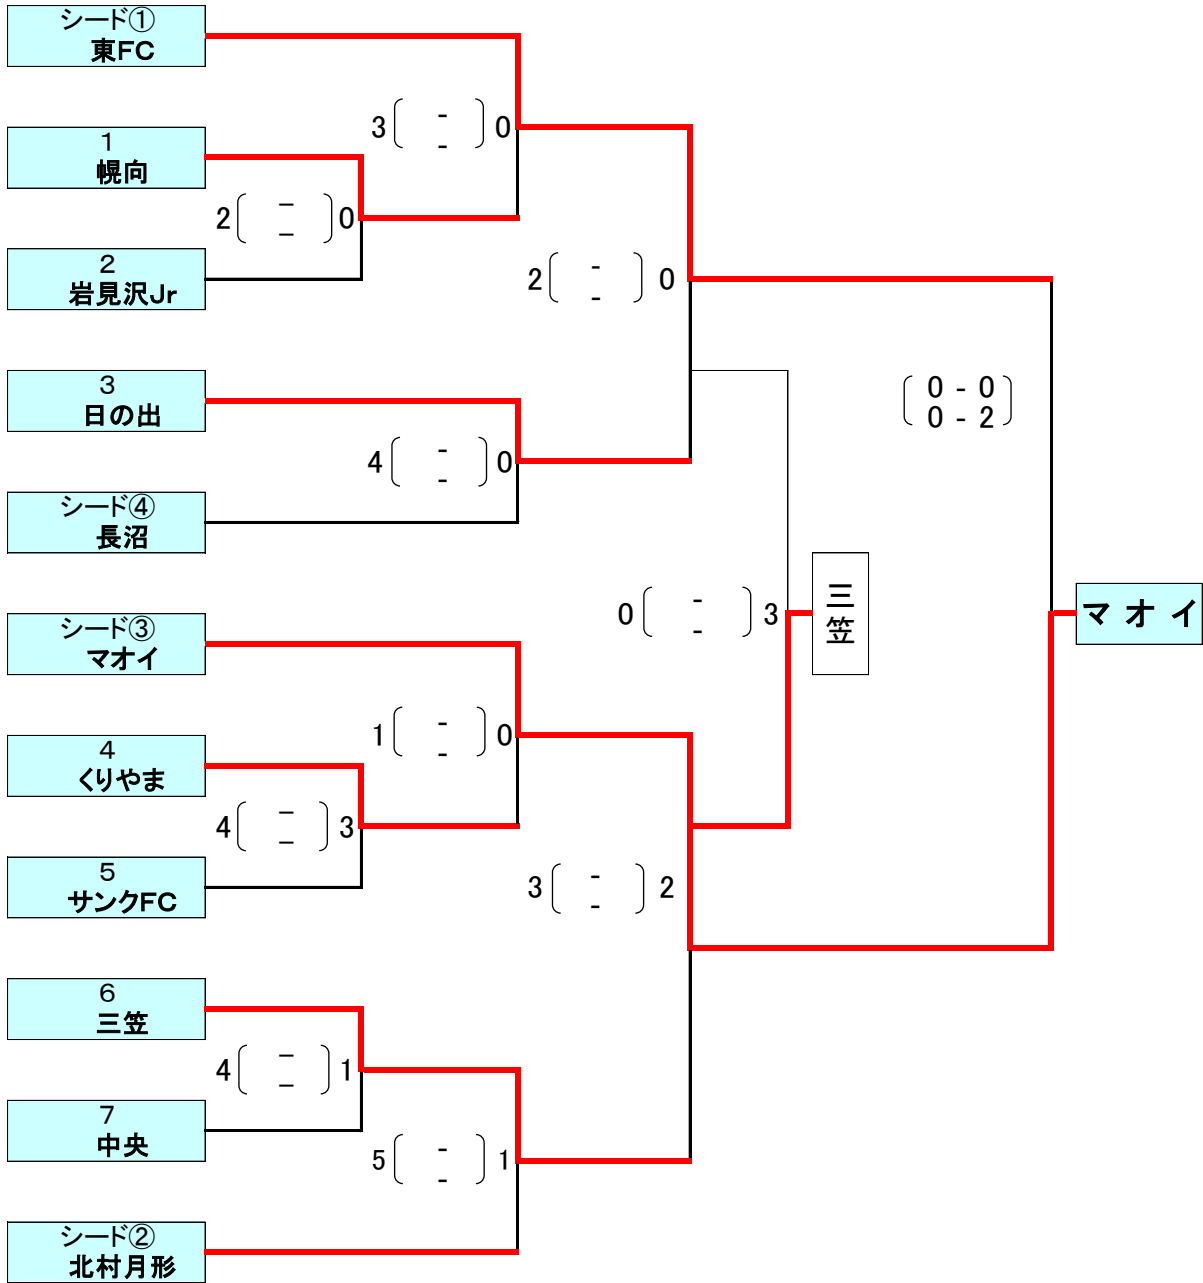 シード①
東FC
3 - 0
-
1
幌向
2 - 0
-
2
岩見沢Jr
2 - 0
-
3
日の出
0 - 0
0 - 2
4 - 0
-
シード④
長沼
三笠
0 - 3
-
マオイ
シード③
マオイ
1 - 0
-
4
くりやま
4 - 3
-
5
サンクFC
3 - 2
-
6
三笠
4 - 1
-
7
中央
5 - 1
-
シード②
北村月形